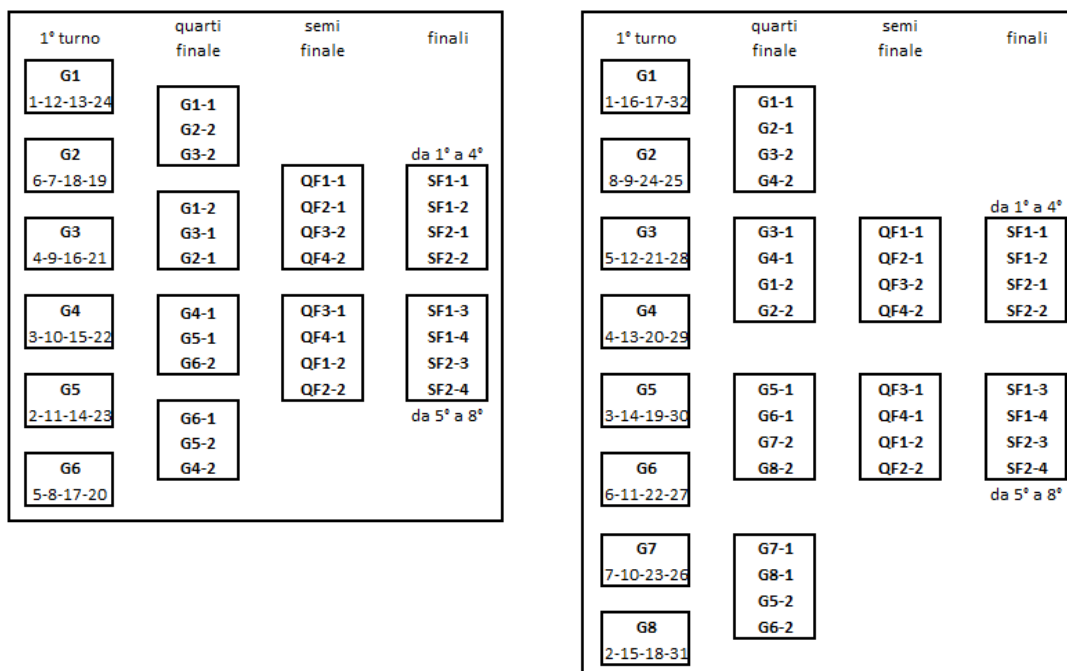 1° turno
quarti
finale
semi
finale
finali
G1
1-12-13-24
G2
6-7-18-19
G3
4-9-16-21
G4
3-10-15-22
G5
2-11-14-23
G6
5-8-17-20
G1-1
G2-2
G3-2
G1-2
G3-1
G2-1
G4-1
G5-1
G6-2
G6-1
G5-2
G4-2
QF1-1
QF2-1
QF3-2
QF4-2
QF3-1
QF4-1
QF1-2
QF2-2
da 1° a 4°
SF1-1
SF1-2
SF2-1
SF2-2
SF1-3
SF1-4
SF2-3
SF2-4
da 5° a 8°
1° turno
quarti
finale
semi
finale
finali
G1
1-16-17-32
G2
8-9-24-25
G3
5-12-21-28
G4
4-13-20-29
G5
3-14-19-30
G6
6-11-22-27
G7
7-10-23-26
G8
2-15-18-31
G1-1
G2-1
G3-2
G4-2
G3-1
G4-1
G1-2
G2-2
G5-1
G6-1
G7-2
G8-2
G7-1
G8-1
G5-2
G6-2
QF1-1
QF2-1
QF3-2
QF4-2
QF3-1
QF4-1
QF1-2
QF2-2
da 1° a 4°
SF1-1
SF1-2
SF2-1
SF2-2
SF1-3
SF1-4
SF2-3
SF2-4
da 5° a 8°